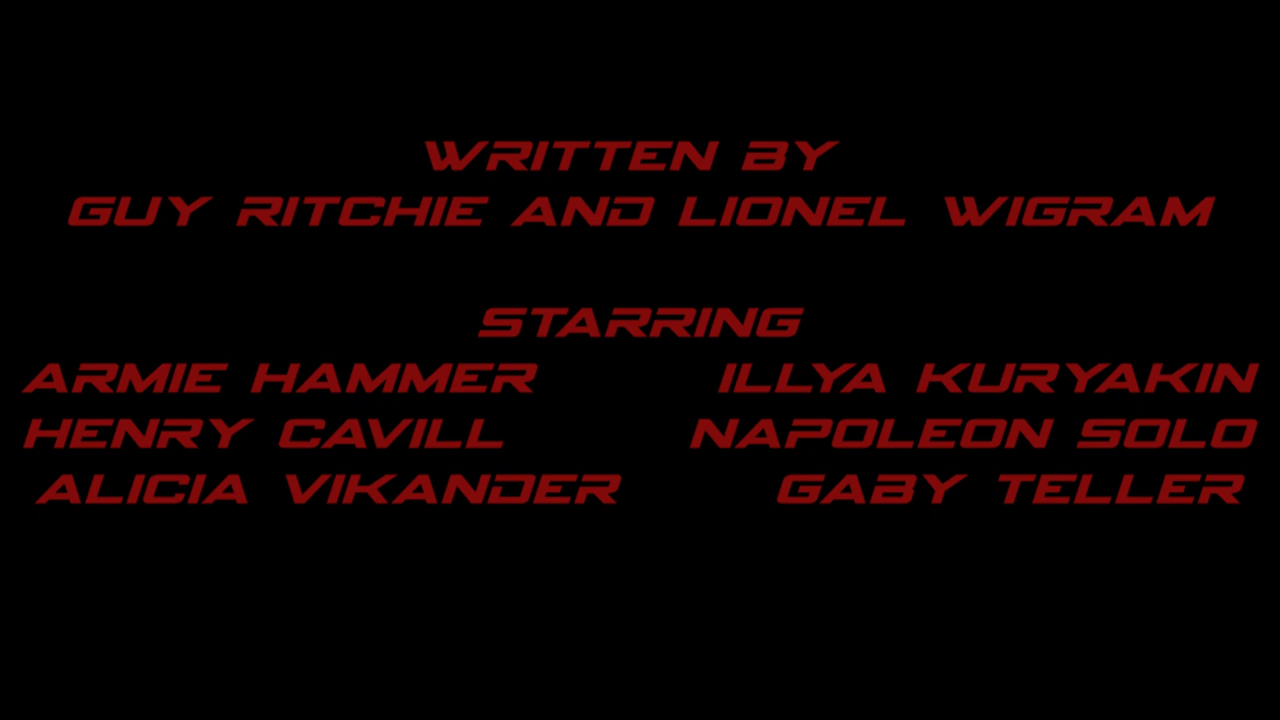 WRITTEN BY
GUY RITCHIE AND LIONEL WIGRAM
STARRING
ARMIE HAMMER ILLYA KURYAKIN
HENRY CAVILL NAPOLEON SOLO
ALICIA VIKANDER GABY TELLER